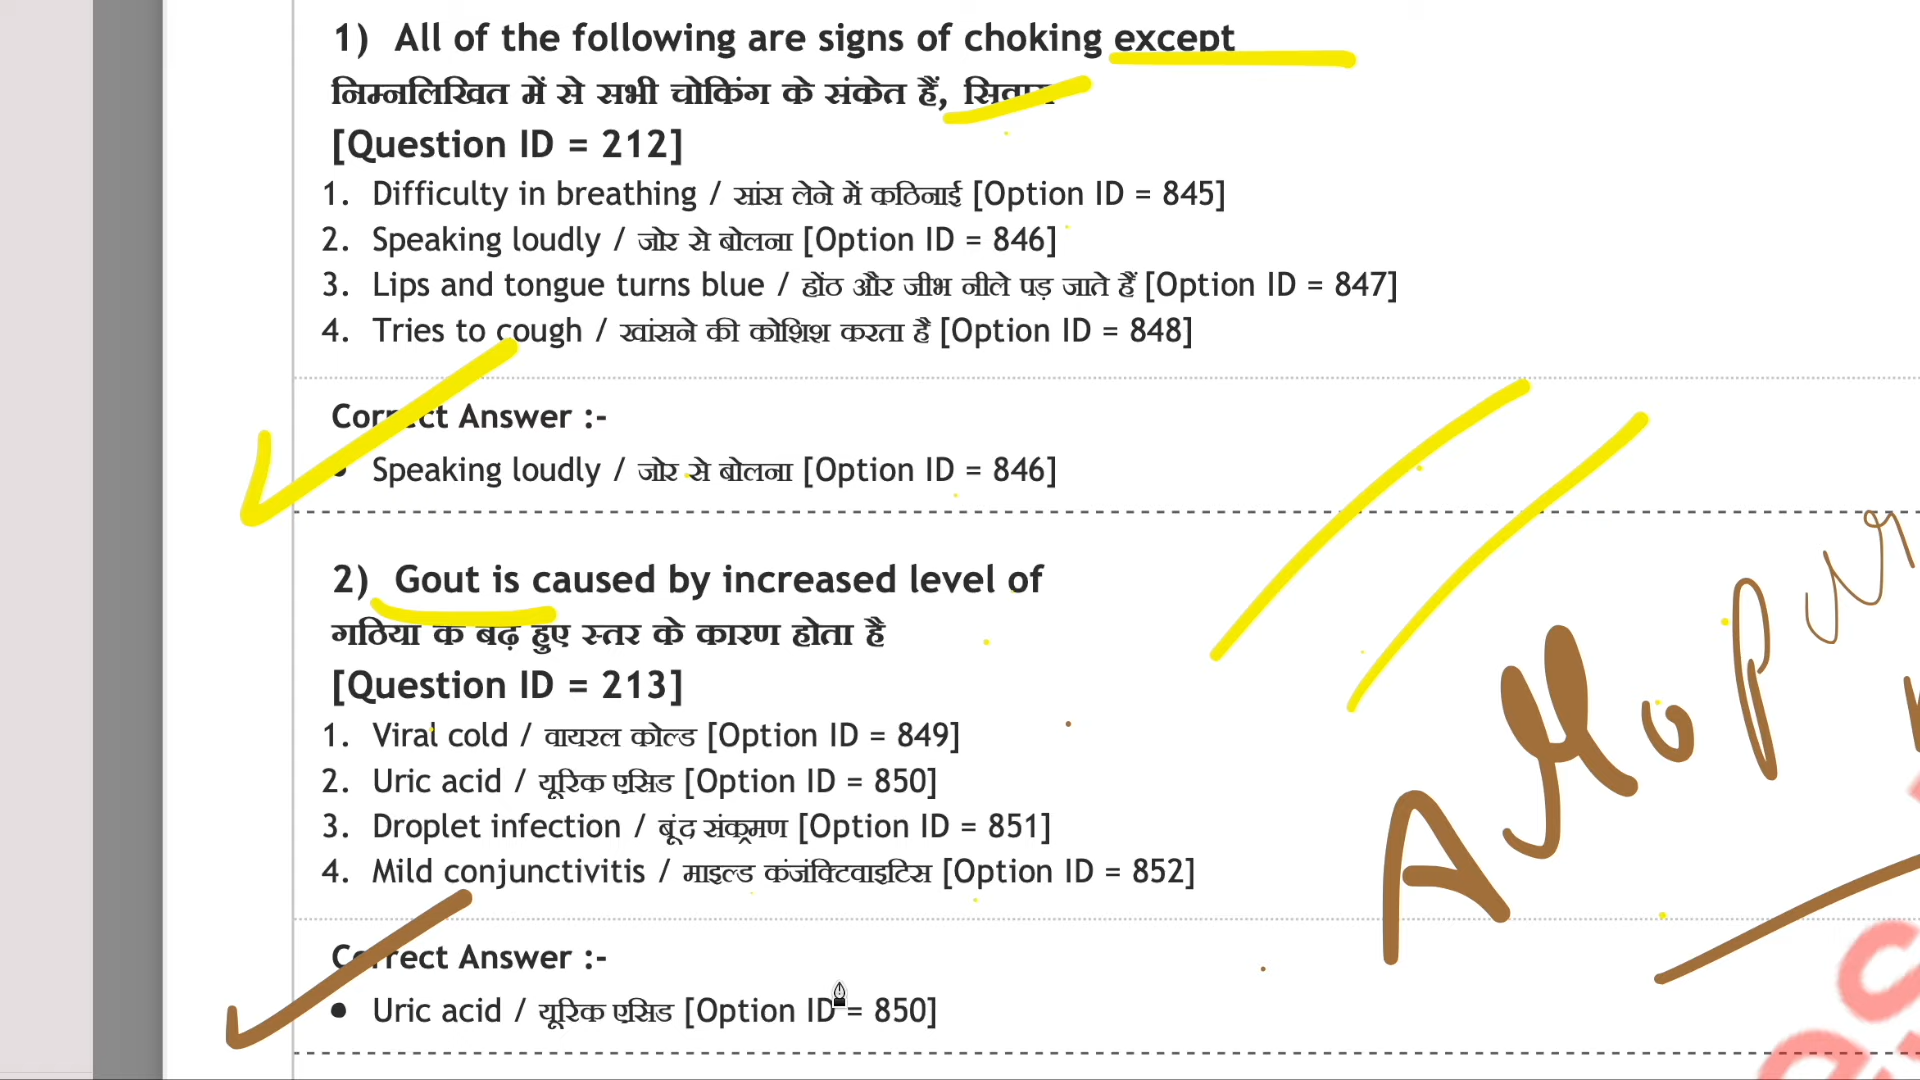 1) All of the following are signs of choking except
निम्नलिखित में से सभी चोकिंग के संकेत हैं, सिवाय
[Question ID = 212]
1. Difficulty in breathing / सांस लेने में कठिनाई [Option ID = 845]
2. Speaking loudly / जोर से बोलना [Option ID = 846]
3. Lips and tongue turns blue / होंठ और जीभ नीले पड़ जाते हैं [Option ID = 847]
4. Tries to cough / खांसने की कोशिश करता है [Option ID = 848]
Correct Answer :-
• Speaking loudly / जोर से बोलना [Option ID = 846]
2) Gout is caused by increased level of
गठिया के बढ़े हुए स्तर के कारण होता है
[Question ID = 213]
1. Viral cold / वायरल कोल्ड [Option ID = 849]
2. Uric acid / यूरिक एसिड [Option ID = 850]
3. Droplet infection / बूंद संक्रमण [Option ID = 851]
4. Mild conjunctivitis / माइल्ड कंजंक्टिवाइटिस [Option ID = 852]
Correct Answer :-
• Uric acid / यूरिक एसिड [Option ID = 850]